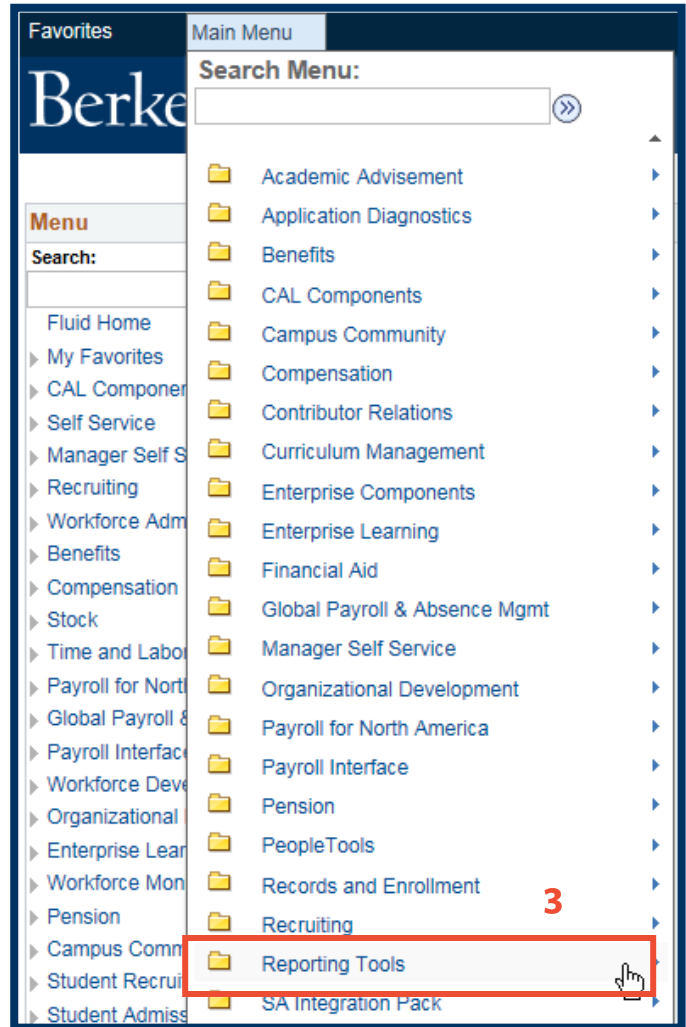 Favorites
Main Menu
Berke
Search Menu:
Academic Advisement
Application Diagnostics
Benefits
CAL Components
Campus Community
Compensation
Contributor Relations
Curriculum Management
Enterprise Components
Enterprise Learning
Financial Aid
Global Payroll & Absence Mgmt
Manager Self Service
Organizational Development
Payroll for North America
Payroll Interface
Pension
PeopleTools
Records and Enrollment
3
Recruiting
Reporting Tools
SA Integration Pack
Menu
Search:
Fluid Home
My Favorites
CAL Componen
Self Service
Manager Self S
Recruiting
Workforce Adm
Benefits
Compensation
Stock
Time and Labor
Payroll for North
Global Payroll &
Payroll Interface
Workforce Deve
Organizational
Enterprise Lear
Workforce Mon
Pension
Campus Comm
Student Recrui
Student Admiss